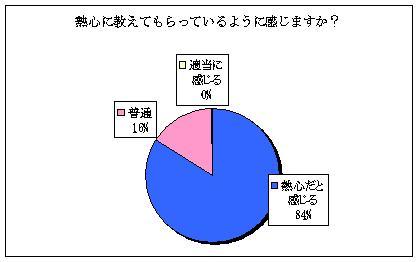 熱心に教えてもらっているように感じますか？
適当に
感じる
0%
普通
16%
熱心だと
感じる
84%